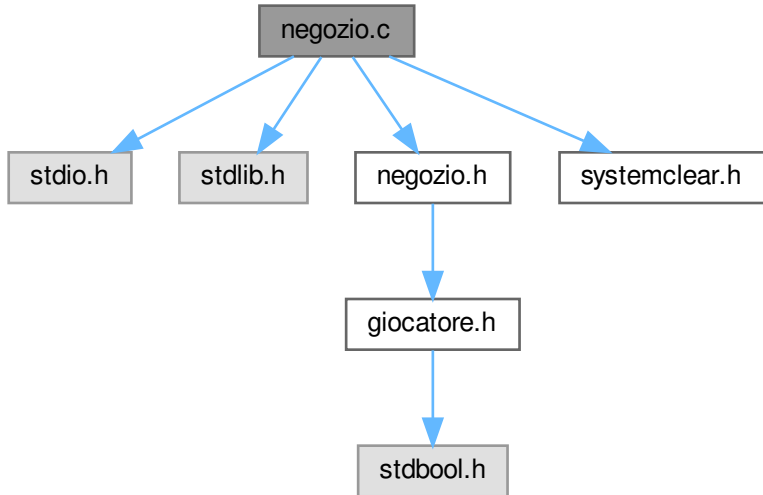 negozio.c
stdio.h
stdlib.h
negozio.h
systemclear.h
giocatore.h
stdbool.h